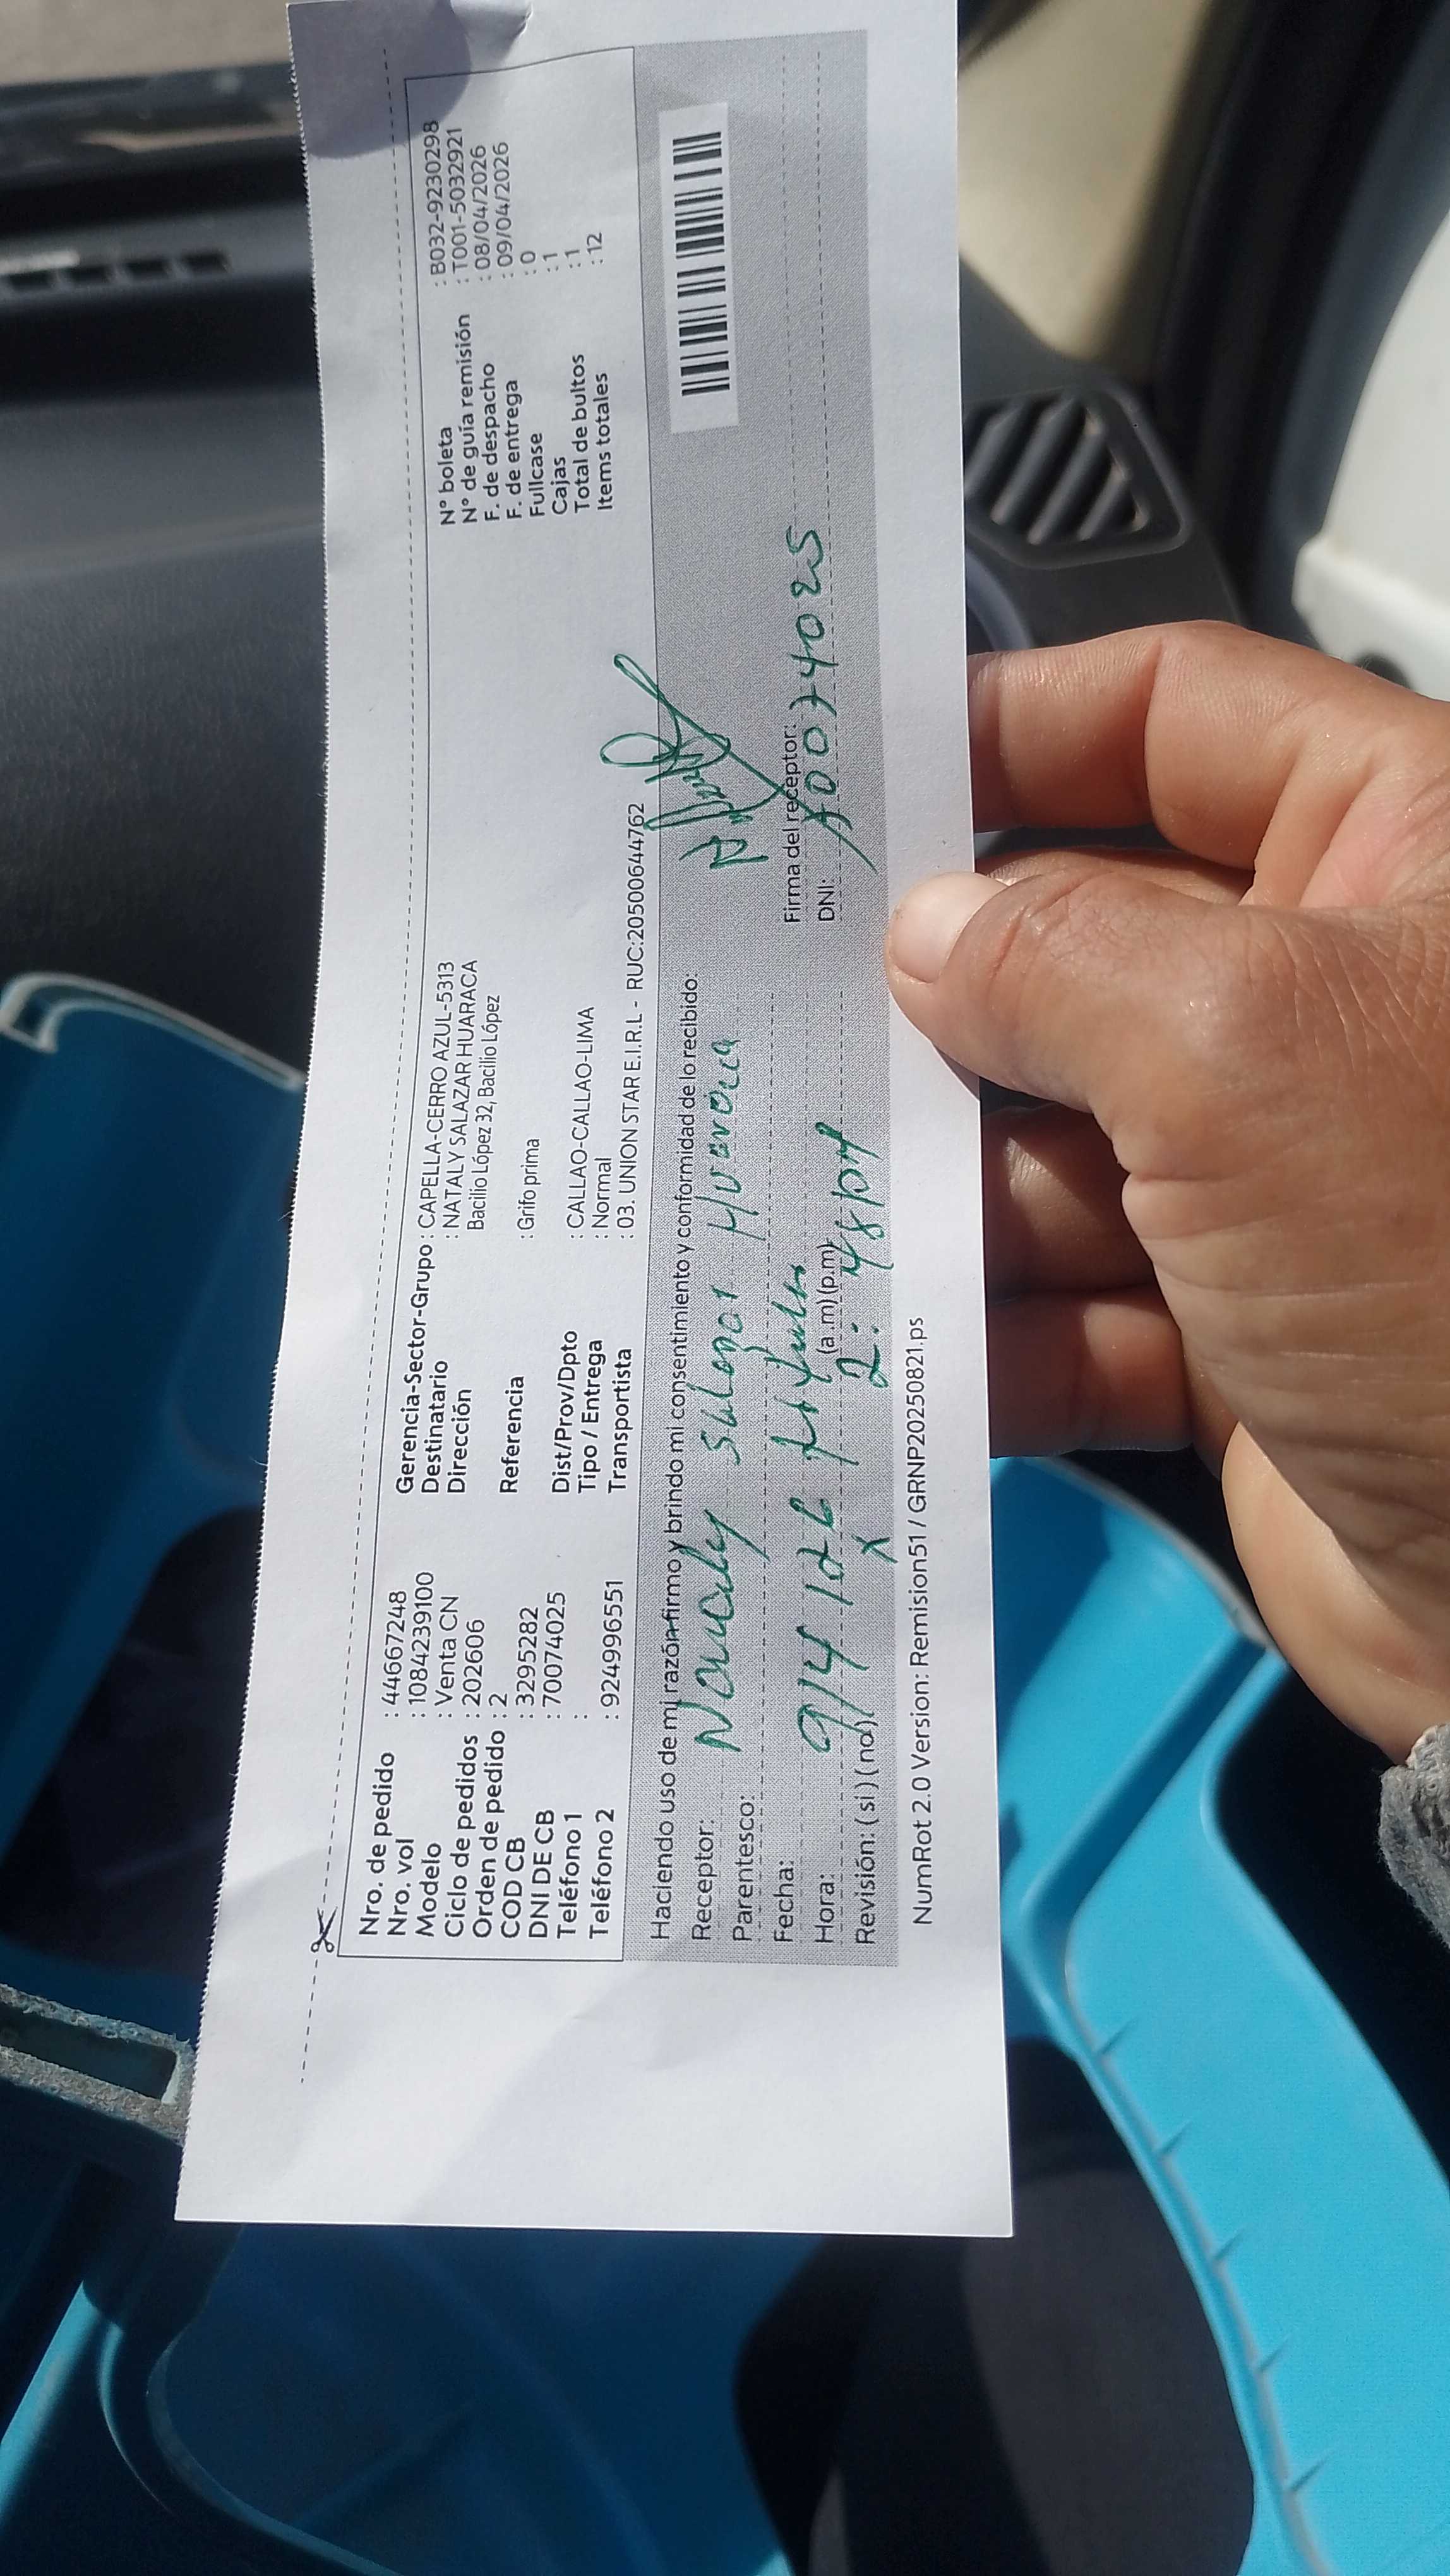 Nro. de pedido : 44667248
Nro. vol : 1084239100
Modelo : Venta CN
Ciclo de pedidos : 202606
Orden de pedido : 2
COD CB : 3295282
DNI DE CB : 70074025
Teléfono 1 :
Teléfono 2 : 924996551
Gerencia-Sector-Grupo : CAPELLA-CERRO AZUL-5313
Destinatario : NATALY SALAZAR HUARACA
Dirección Bacilio López 32, Bacilio López
Referencia : Grifo prima
Dist/Prov/Dpto : CALLAO-CALLAO-LIMA
Tipo / Entrega : Normal
Transportista : 03. UNION STAR E.I.R.L - RUC:20500644762
N° boleta : B032-9230298
N° de guía remisión : T001-5032921
F. de despacho : 08/04/2026
F. de entrega : 09/04/2026
Fullcase : 0
Cajas : 1
Total de bultos : 1
Items totales : 12
Haciendo uso de mi razón firmo y brindo mi consentimiento y conformidad de lo recibido:
Receptor: Nataly Salazar
Parentesco:
Fecha: 9/4/26
Hora: (a.m) (p.m) 2:48 pm
Revisión: ( si ) ( no) X
Firma del receptor:
DNI: 70074025
NumRot 2.0 Version: Remision51 / GRNP20250821.ps